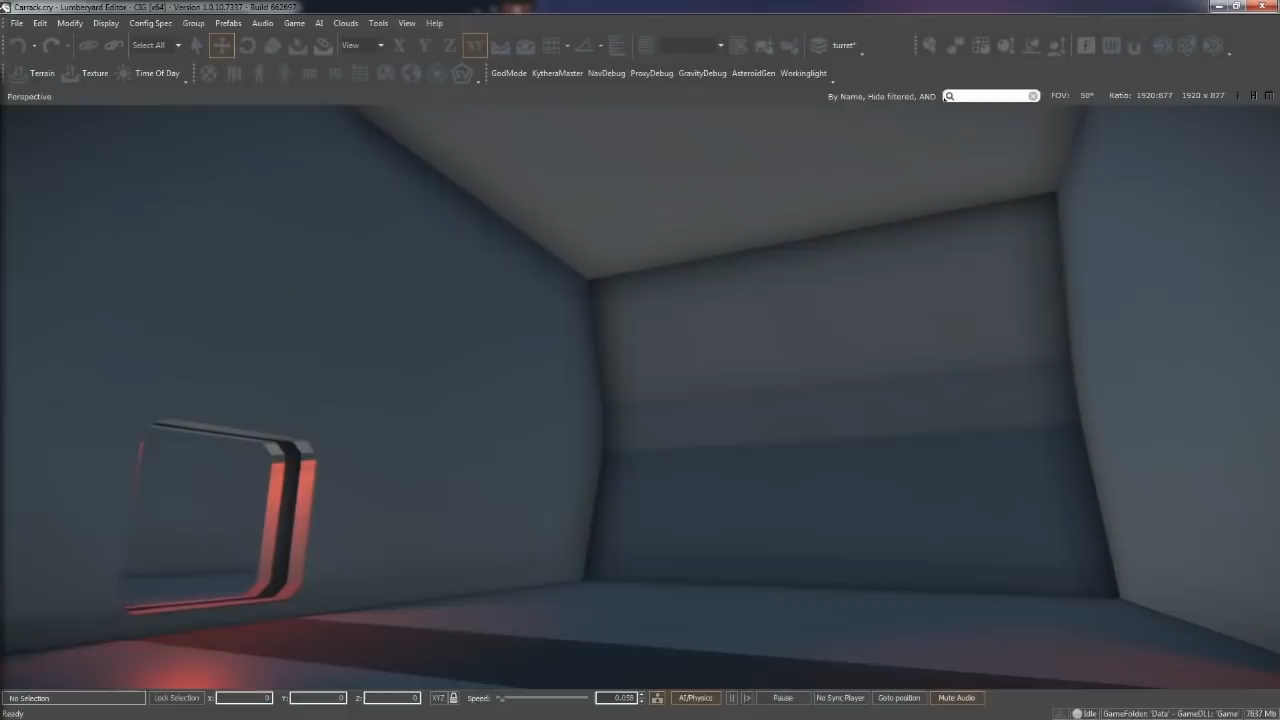 Carrack.cry - Lumberyard Editor - CIG [x64] - Version 1.0.10.7337 - Build 662697
File Edit Modify Display Config Spec Group Prefabs Audio Game AI Clouds Tools View Help
Select All View X Y Z XY turret*
Terrain Texture Time Of Day GodMode KytheraMaster NavDebug ProxyDebug GravityDebug AsteroidGen Workinglight
Perspective By Name, Hide filtered, AND FOV: 50° Ratio: 1920:877 1920 x 877
No Selection Lock Selection X: 0 Y: 0 Z: 0 XYZ Speed: 0.058 AI/Physics Pause No Sync Player Goto position Mute Audio
Ready Idle GameFolder: 'Data' - GameDLL: 'Game' 7637 Mb